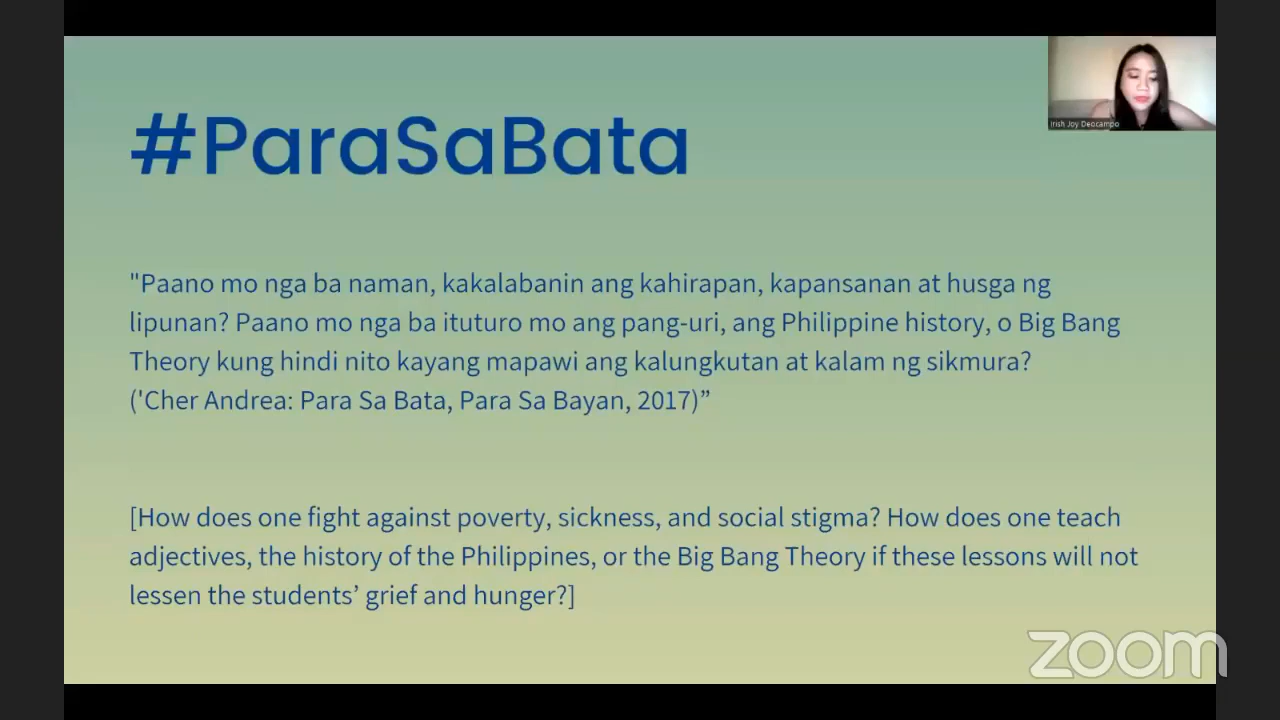 #ParaSaBata
Irish Joy Deocampo
"Paano mo nga ba naman, kakalabanin ang kahirapan, kapansanan at husga ng
lipunan? Paano mo nga ba ituturo mo ang pang-uri, ang Philippine history, o Big Bang
Theory kung hindi nito kayang mapawi ang kalungkutan at kalam ng sikmura?
('Cher Andrea: Para Sa Bata, Para Sa Bayan, 2017)”
[How does one fight against poverty, sickness, and social stigma? How does one teach
adjectives, the history of the Philippines, or the Big Bang Theory if these lessons will not
lessen the students’ grief and hunger?]
zoom